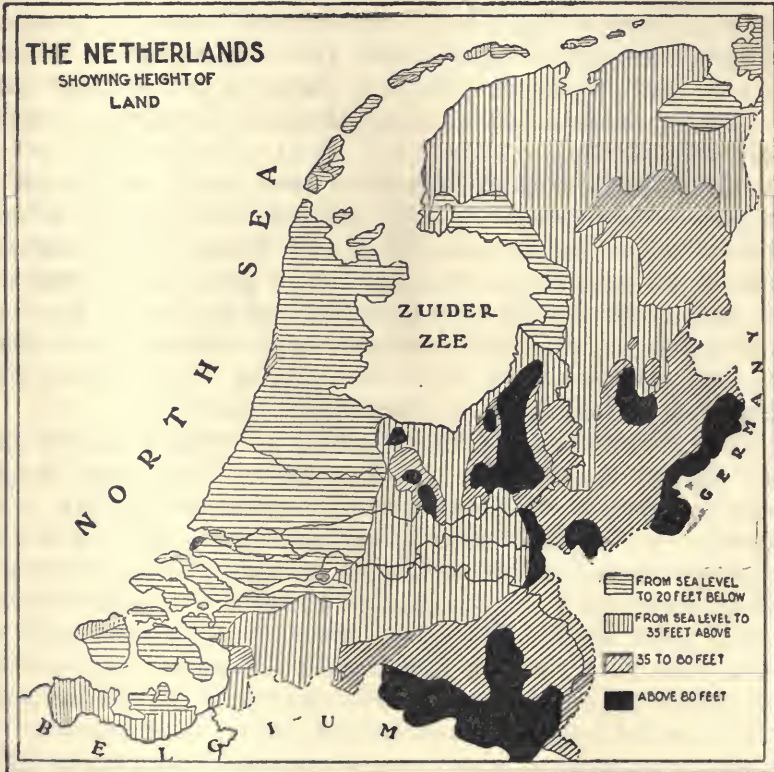 THE NETHERLANDS
SHOWING HEIGHT OF
LAND
NORTH SEA
ZUIDER
ZEE
GERMANY
BELGIUM
FROM SEA LEVEL
TO 20 FEET BELOW
FROM SEA LEVEL TO
35 FEET ABOVE
35 TO 80 FEET
ABOVE 80 FEET